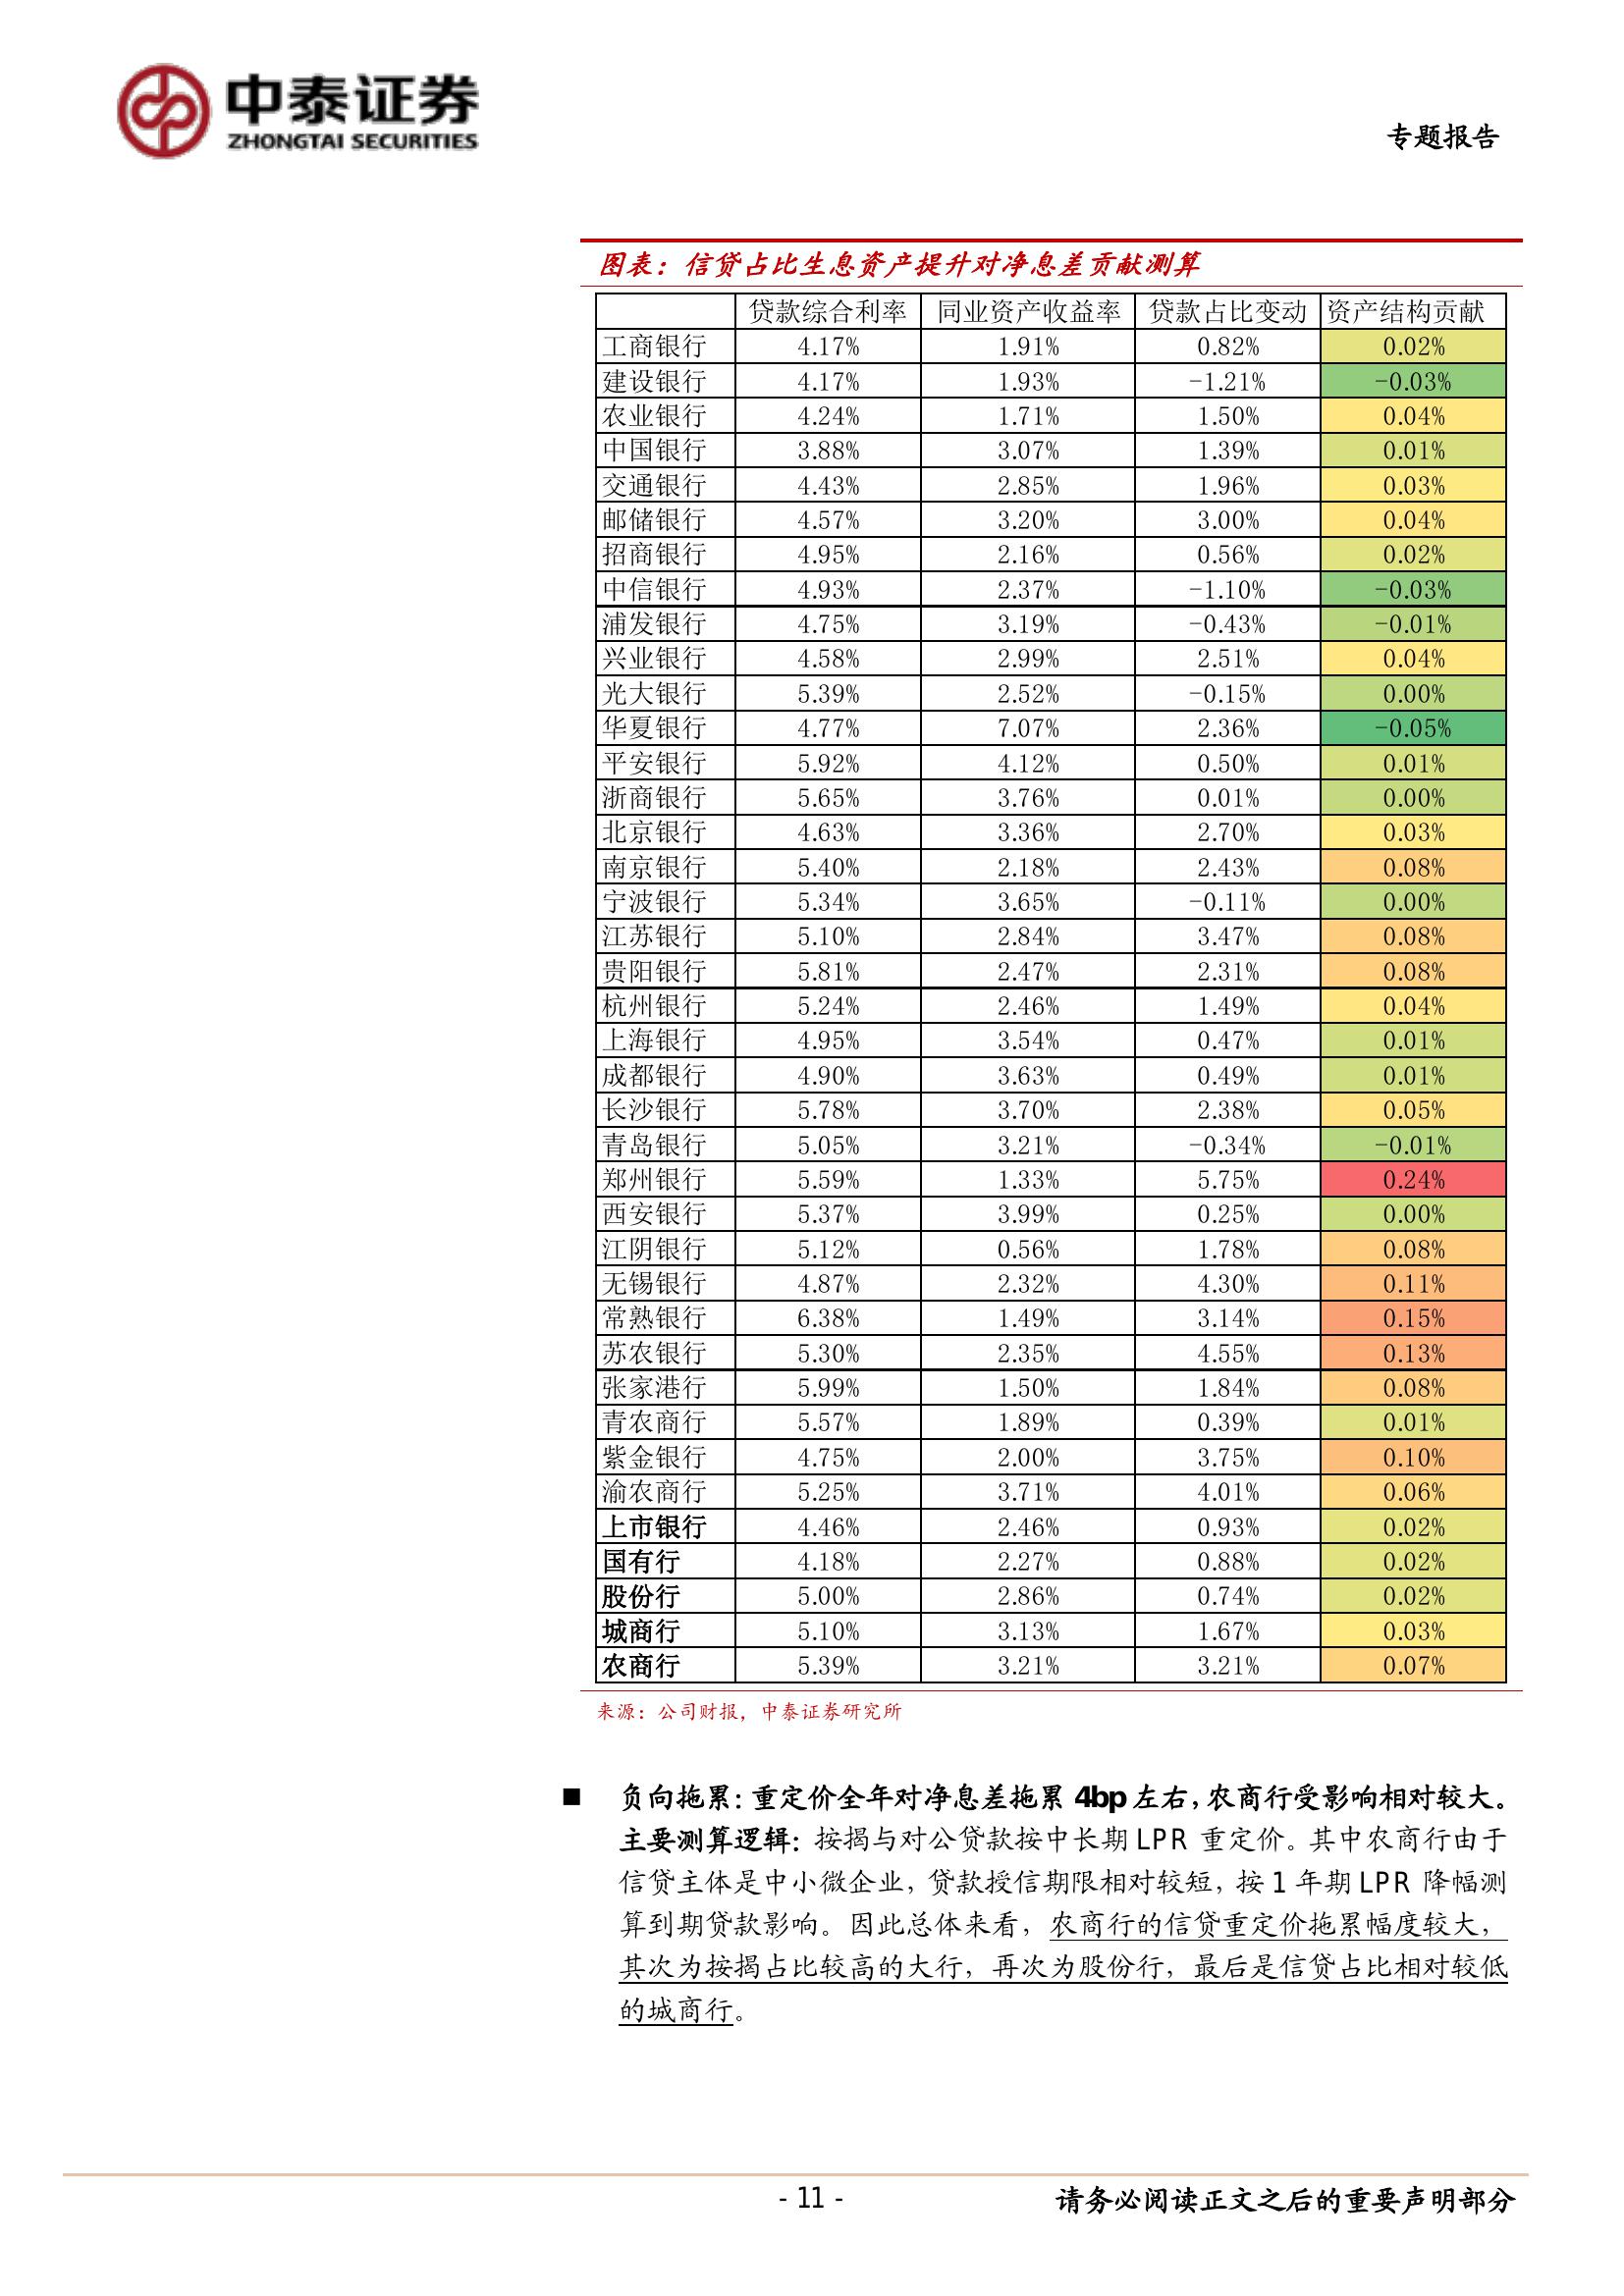 中泰证券
ZHONGTAI SECURITIES
专题报告
图表：信贷占比生息资产提升对净息差贡献测算
贷款综合利率 同业资产收益率 贷款占比变动 资产结构贡献
工商银行 4.17% 1.91% 0.82% 0.02%
建设银行 4.17% 1.93% -1.21% -0.03%
农业银行 4.24% 1.71% 1.50% 0.04%
中国银行 3.88% 3.07% 1.39% 0.01%
交通银行 4.43% 2.85% 1.96% 0.03%
邮储银行 4.57% 3.20% 3.00% 0.04%
招商银行 4.95% 2.16% 0.56% 0.02%
中信银行 4.93% 2.37% -1.10% -0.03%
浦发银行 4.75% 3.19% -0.43% -0.01%
兴业银行 4.58% 2.99% 2.51% 0.04%
光大银行 5.39% 2.52% -0.15% 0.00%
华夏银行 4.77% 7.07% 2.36% -0.05%
平安银行 5.92% 4.12% 0.50% 0.01%
浙商银行 5.65% 3.76% 0.01% 0.00%
北京银行 4.63% 3.36% 2.70% 0.03%
南京银行 5.40% 2.18% 2.43% 0.08%
宁波银行 5.34% 3.65% -0.11% 0.00%
江苏银行 5.10% 2.84% 3.47% 0.08%
贵阳银行 5.81% 2.47% 2.31% 0.08%
杭州银行 5.24% 2.46% 1.49% 0.04%
上海银行 4.95% 3.54% 0.47% 0.01%
成都银行 4.90% 3.63% 0.49% 0.01%
长沙银行 5.78% 3.70% 2.38% 0.05%
青岛银行 5.05% 3.21% -0.34% -0.01%
郑州银行 5.59% 1.33% 5.75% 0.24%
西安银行 5.37% 3.99% 0.25% 0.00%
江阴银行 5.12% 0.56% 1.78% 0.08%
无锡银行 4.87% 2.32% 4.30% 0.11%
常熟银行 6.38% 1.49% 3.14% 0.15%
苏农银行 5.30% 2.35% 4.55% 0.13%
张家港行 5.99% 1.50% 1.84% 0.08%
青农商行 5.57% 1.89% 0.39% 0.01%
紫金银行 4.75% 2.00% 3.75% 0.10%
渝农商行 5.25% 3.71% 4.01% 0.06%
上市银行 4.46% 2.46% 0.93% 0.02%
国有行 4.18% 2.27% 0.88% 0.02%
股份行 5.00% 2.86% 0.74% 0.02%
城商行 5.10% 3.13% 1.67% 0.03%
农商行 5.39% 3.21% 3.21% 0.07%
来源：公司财报，中泰证券研究所
■ 负向拖累：重定价全年对净息差拖累 4bp 左右，农商行受影响相对较大。
主要测算逻辑：按揭与对公贷款按中长期 LPR 重定价。其中农商行由于
信贷主体是中小微企业，贷款授信期限相对较短，按 1 年期 LPR 降幅测
算到期贷款影响。因此总体来看，农商行的信贷重定价拖累幅度较大，
其次为按揭占比较高的大行，再次为股份行，最后是信贷占比相对较低
的城商行。
- 11 -
请务必阅读正文之后的重要声明部分